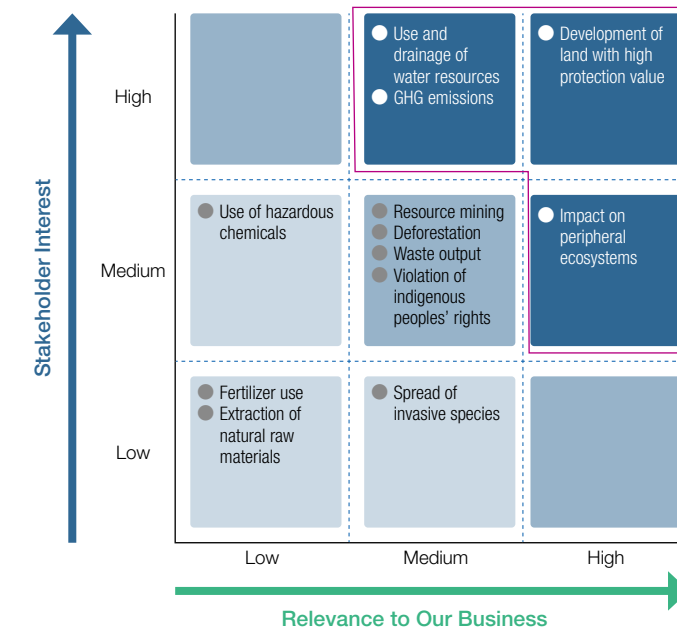 Stakeholder Interest
High
Use and
drainage of
water resources
GHG emissions
Development of
land with high
protection value
Medium
Use of hazardous
chemicals
Resource mining
Deforestation
Waste output
Violation of
indigenous
peoples’ rights
Impact on
peripheral
ecosystems
Low
Fertilizer use
Extraction of
natural raw
materials
Spread of
invasive species
Low
Medium
High
Relevance to Our Business